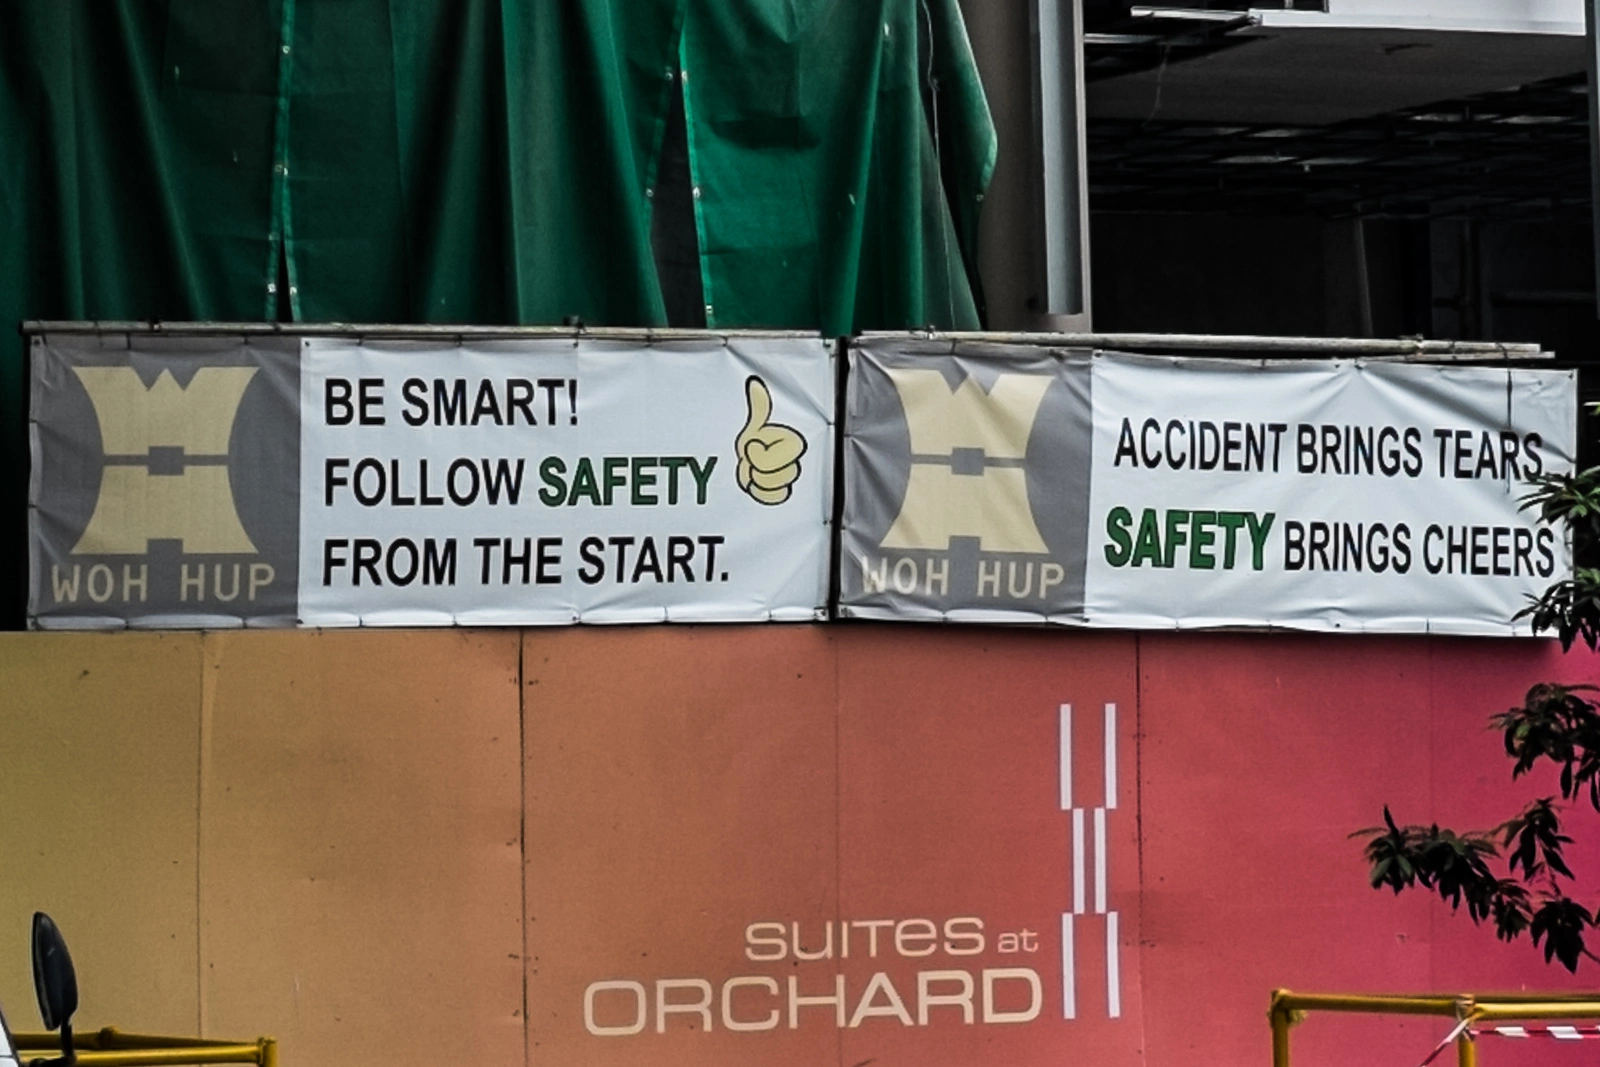 WOH HUP
BE SMART!
FOLLOW SAFETY
FROM THE START.
WOH HUP
ACCIDENT BRINGS TEARS
SAFETY BRINGS CHEERS
SUITES at
ORCHARD